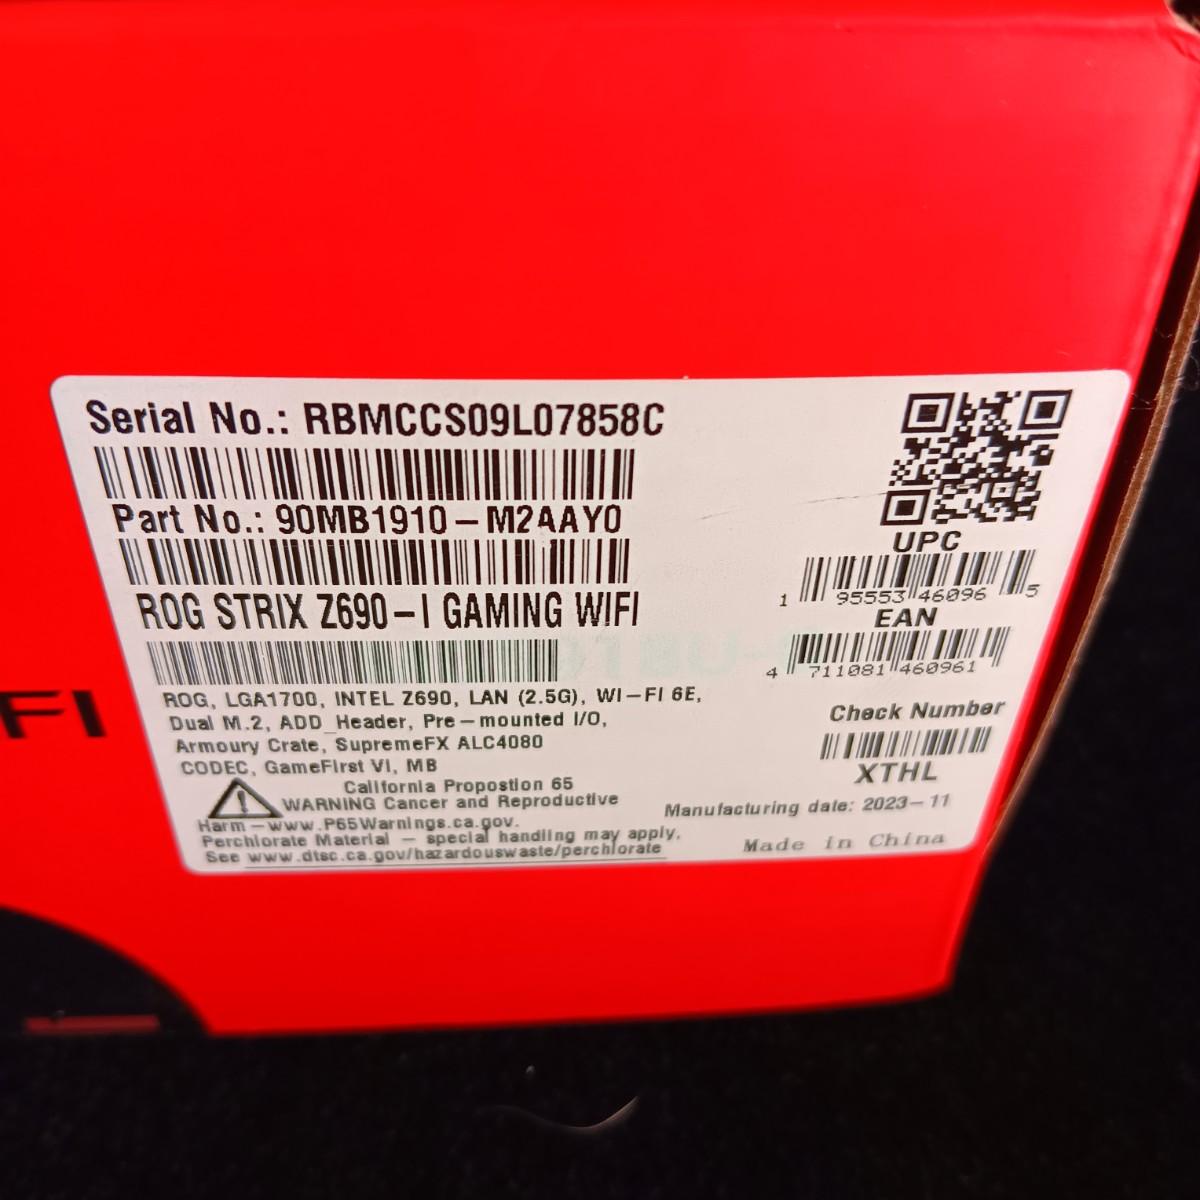 Serial No.: RBMCCS09L07858C
Part No.: 90MB1910-M2AAY0
ROG STRIX Z690-I GAMING WIFI
ROG, LGA1700, INTEL Z690, LAN (2.5G), WI-FI 6E,
Dual M.2, ADD_Header, Pre-mounted I/O,
Armoury Crate, SupremeFX ALC4080
CODEC, GameFirst VI, MB
California Propostion 65
WARNING Cancer and Reproductive
Harm-www.P65Warnings.ca.gov.
Perchlorate Material - special handling may apply.
See www.dtsc.ca.gov/hazardouswaste/perchlorate
UPC
1 95553 46096 5
EAN
4 711081 460961
Check Number
XTHL
Manufacturing date: 2023-11
Made in China
FI